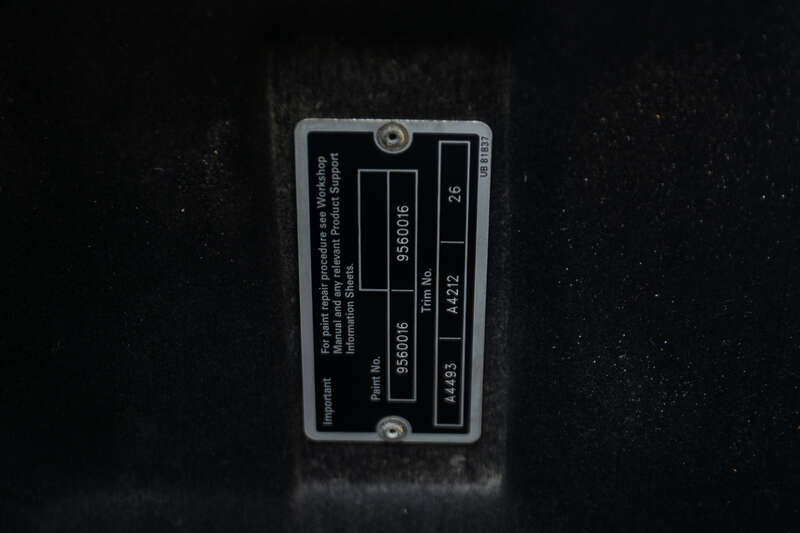 Important
For paint repair procedure see Workshop
Manual and any relevant Product Support
Information Sheets.
Paint No.
9560016 9560016
Trim No.
A4493 A4212 26
UB 81837